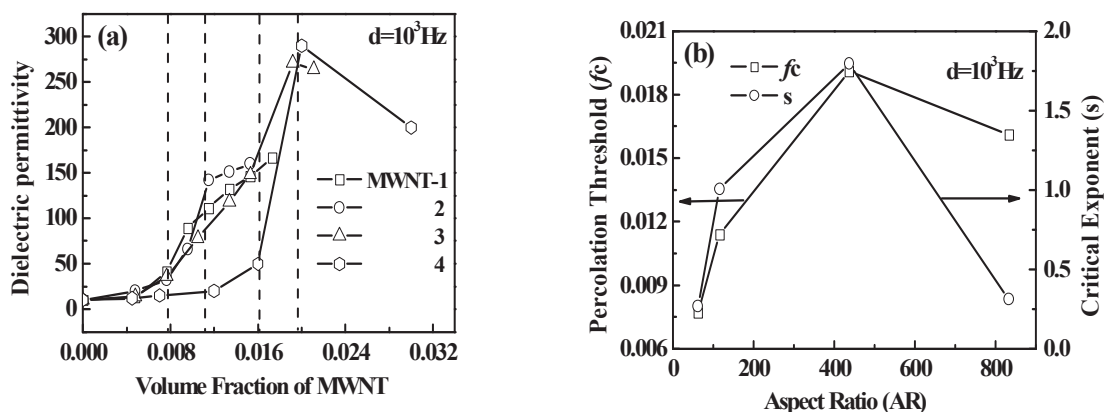 (a)
d=10³Hz
300
250
200
150
100
50
0
Dielectric permittivity
MWNT-1
2
3
4
0.000 0.008 0.016 0.024 0.032
Volume Fraction of MWNT
(b)
d=10³Hz
fc
s
0.021
0.018
0.015
0.012
0.009
0.006
Percolation Threshold (fc)
2.0
1.5
1.0
0.5
0.0
Critical Exponent (s)
0 200 400 600 800
Aspect Ratio (AR)